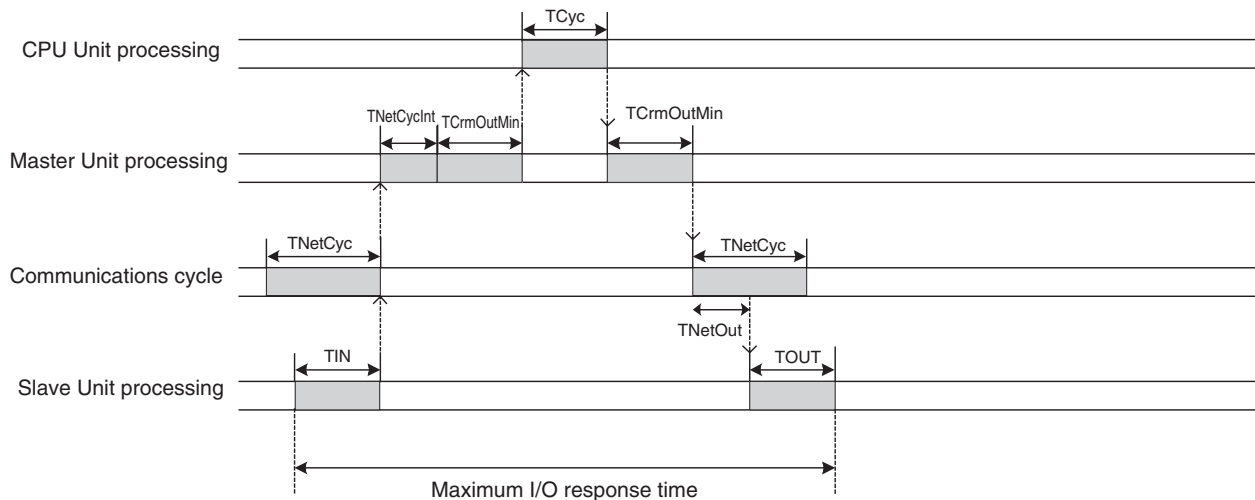 TCyc
CPU Unit processing
TNetCycInt
TCrmOutMin
TCrmOutMin
Master Unit processing
TNetCyc
TNetCyc
Communications cycle
TNetOut
TIN
TOUT
Slave Unit processing
Maximum I/O response time